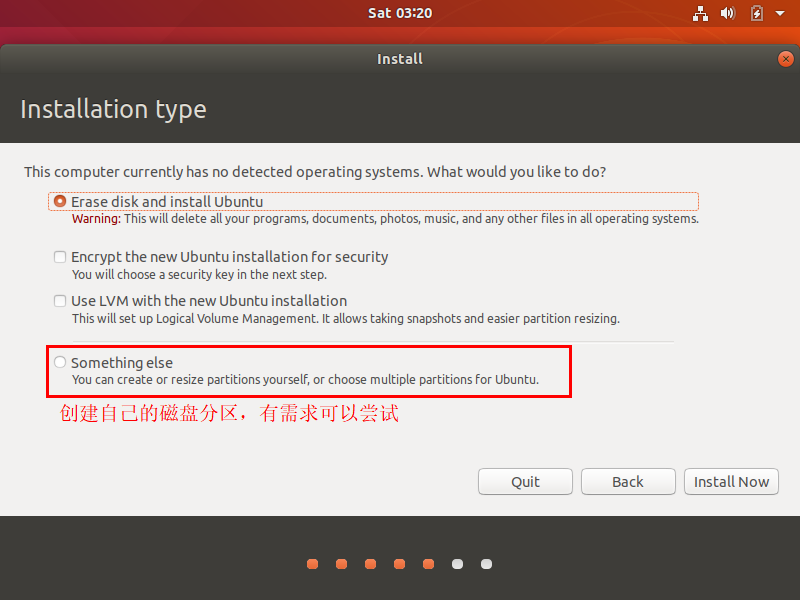 Sat 03:20
Install
Installation type
This computer currently has no detected operating systems. What would you like to do?
Erase disk and install Ubuntu
Warning: This will delete all your programs, documents, photos, music, and any other files in all operating systems.
Encrypt the new Ubuntu installation for security
You will choose a security key in the next step.
Use LVM with the new Ubuntu installation
This will set up Logical Volume Management. It allows taking snapshots and easier partition resizing.
Something else
You can create or resize partitions yourself, or choose multiple partitions for Ubuntu.
创建自己的磁盘分区，有需求可以尝试
Quit
Back
Install Now